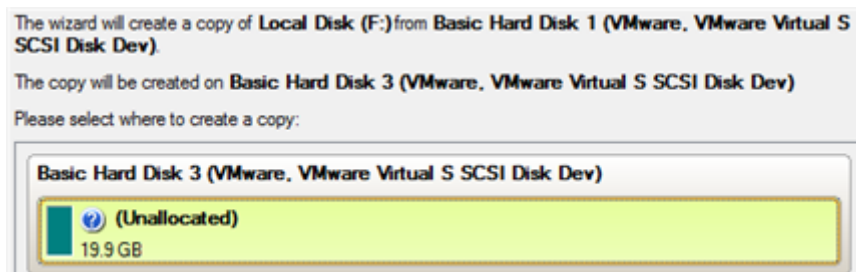 The wizard will create a copy of Local Disk (F:)from Basic Hard Disk 1 (VMware, VMware Virtual S
SCSI Disk Dev).
The copy will be created on Basic Hard Disk 3 (VMware, VMware Virtual S SCSI Disk Dev)
Please select where to create a copy:
Basic Hard Disk 3 (VMware, VMware Virtual S SCSI Disk Dev)
(Unallocated)
19.9 GB